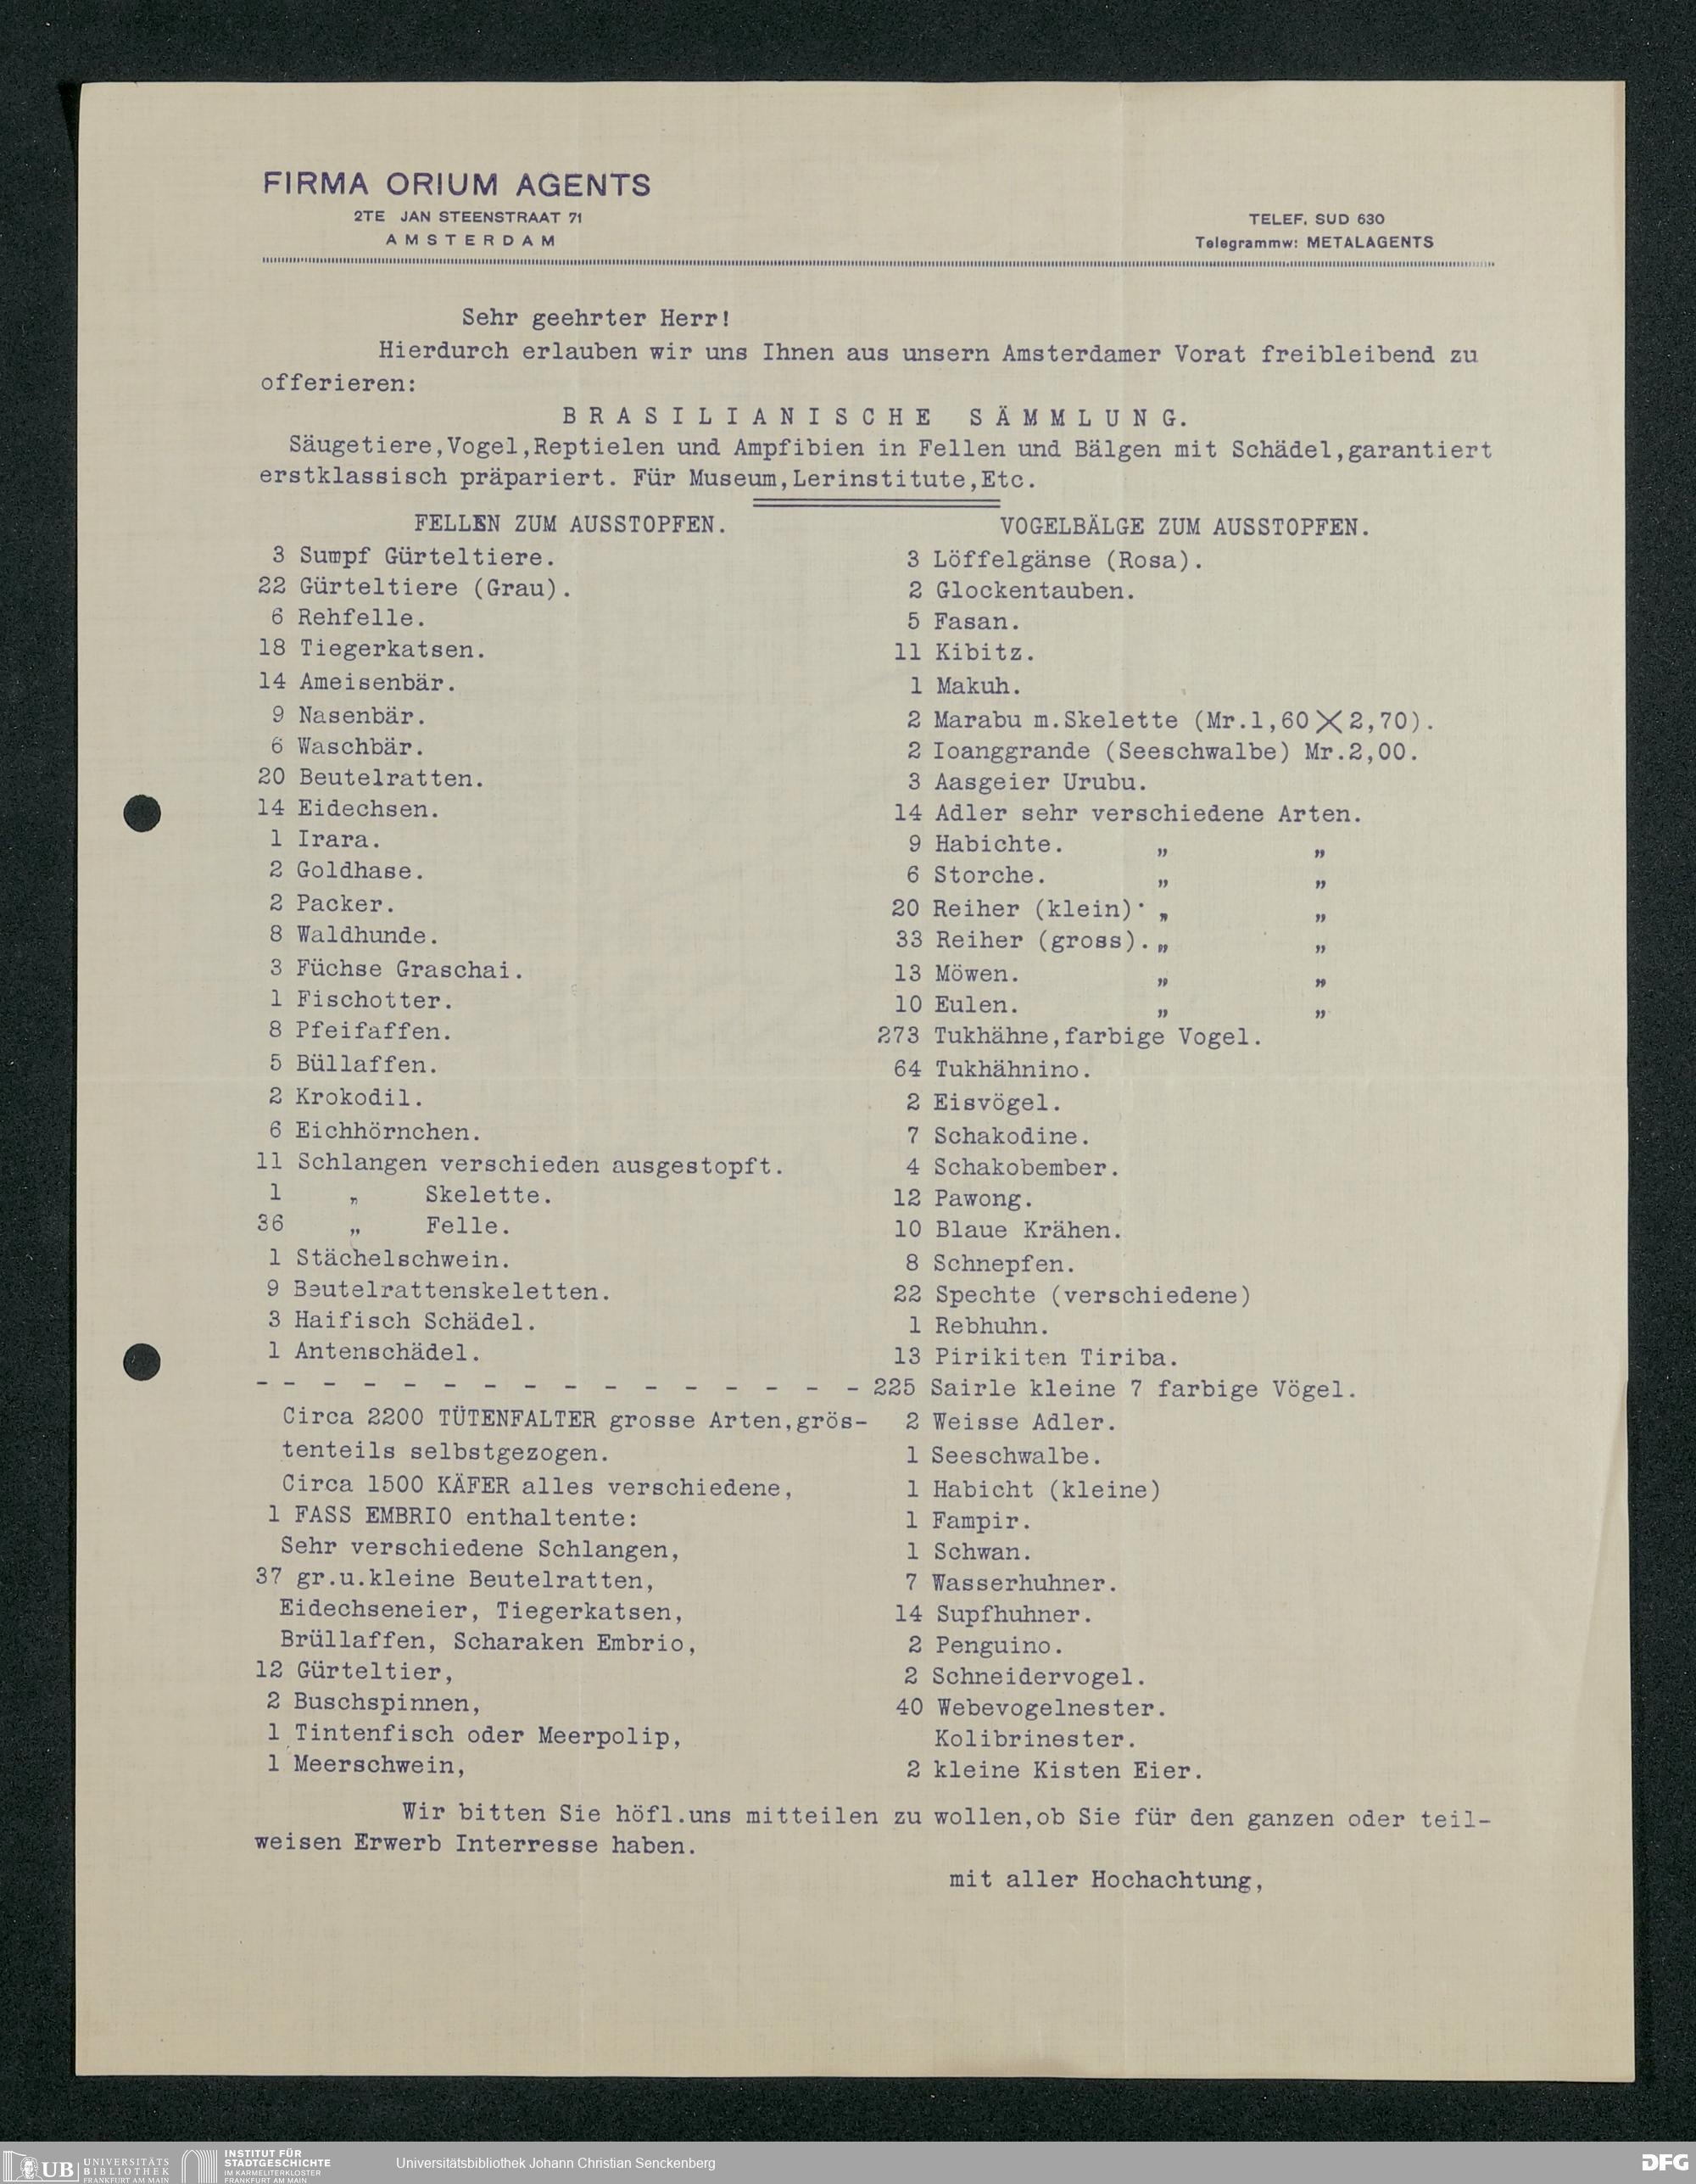 FIRMA ORIUM AGENTS
2TE JAN STEENSTRAAT 71
AMSTERDAM
TELEF. SUD 630
Telegrammw: METALAGENTS
Sehr geehrter Herr!
Hierdurch erlauben wir uns Ihnen aus unsern Amsterdamer Vorat freibleibend zu
offerieren:
BRASILIANISCHE SÄMMLUNG.
Säugetiere,Vogel,Reptielen und Ampfibien in Fellen und Bälgen mit Schädel,garantiert
erstklassisch präpariert. Für Museum,Lerinstitute,Etc.
FELLEN ZUM AUSSTOPFEN.
3 Sumpf Gürteltiere.
22 Gürteltiere (Grau).
6 Rehfelle.
18 Tiegerkatsen.
14 Ameisenbär.
9 Nasenbär.
6 Waschbär.
20 Beutelratten.
14 Eidechsen.
1 Irara.
2 Goldhase.
2 Packer.
8 Waldhunde.
3 Füchse Graschai.
1 Fischotter.
8 Pfeifaffen.
5 Büllaffen.
2 Krokodil.
6 Eichhörnchen.
11 Schlangen verschieden ausgestopft.
1 „ Skelette.
36 „ Felle.
1 Stächelschwein.
9 Beutelrattenskeletten.
3 Haifisch Schädel.
1 Antenschädel.
- - - - - - - - - - - - - - - -
Circa 2200 TÜTENFALTER grosse Arten,grös-
tenteils selbstgezogen.
Circa 1500 KÄFER alles verschiedene,
1 FASS EMBRIO enthaltente:
Sehr verschiedene Schlangen,
37 gr.u.kleine Beutelratten,
Eidechseneier, Tiegerkatsen,
Brüllaffen, Scharaken Embrio,
12 Gürteltier,
2 Buschspinnen,
1 Tintenfisch oder Meerpolip,
1 Meerschwein,
VOGELBÄLGE ZUM AUSSTOPFEN.
3 Löffelgänse (Rosa).
2 Glockentauben.
5 Fasan.
11 Kibitz.
1 Makuh.
2 Marabu m.Skelette (Mr.1,60 X 2,70).
2 Ioanggrande (Seeschwalbe) Mr.2,00.
3 Aasgeier Urubu.
14 Adler sehr verschiedene Arten.
9 Habichte. „ „
6 Storche. „ „
20 Reiher (klein). „ „
33 Reiher (gross). „ „
13 Möwen. „ „
10 Eulen. „ „
273 Tukhähne,farbige Vogel.
64 Tukhähnino.
2 Eisvögel.
7 Schakodine.
4 Schakobember.
12 Pawong.
10 Blaue Krähen.
8 Schnepfen.
22 Spechte (verschiedene)
1 Rebhuhn.
13 Pirikiten Tiriba.
225 Sairle kleine 7 farbige Vögel.
2 Weisse Adler.
1 Seeschwalbe.
1 Habicht (kleine)
1 Fampir.
1 Schwan.
7 Wasserhuhner.
14 Supfhuhner.
2 Penguino.
2 Schneidervogel.
40 Webevogelnester.
Kolibrinester.
2 kleine Kisten Eier.
Wir bitten Sie höfl.uns mitteilen zu wollen,ob Sie für den ganzen oder teil-
weisen Erwerb Interresse haben.
mit aller Hochachtung,
UB UNIVERSITÄTS
BIBLIOTHEK
FRANKFURT AM MAIN
INSTITUT FÜR
STADTGESCHICHTE
IM KARMELITERKLOSTER
FRANKFURT AM MAIN
Universitätsbibliothek Johann Christian Senckenberg
DFG